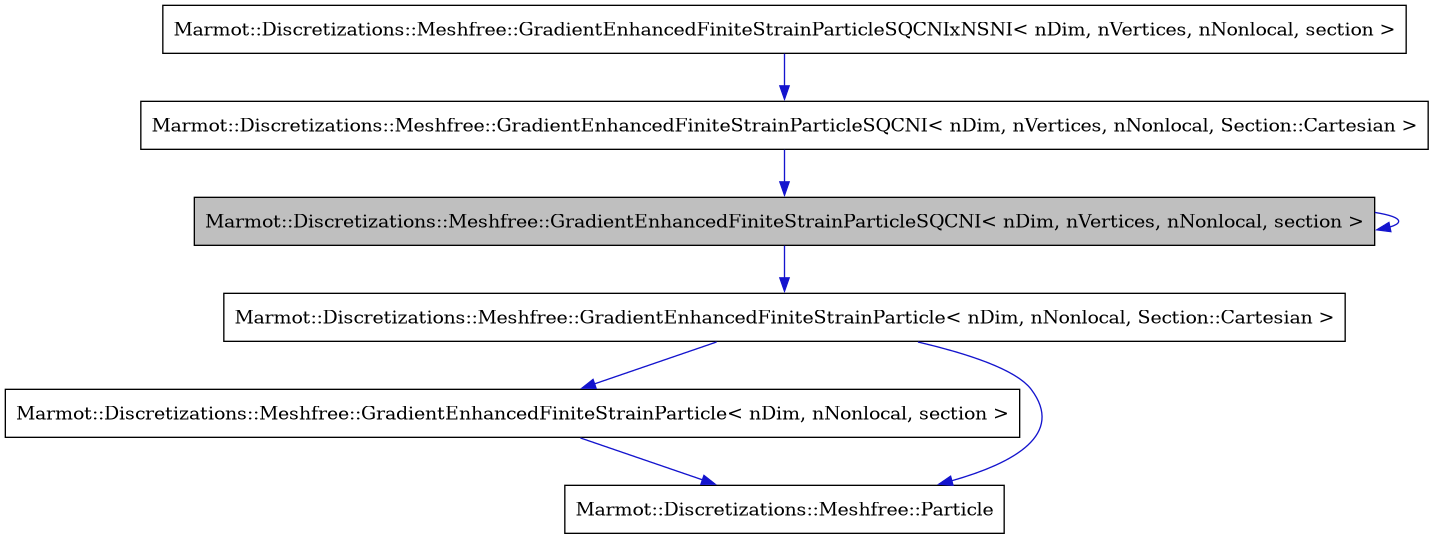 Marmot::Discretizations::Meshfree::GradientEnhancedFiniteStrainParticleSQCNIxNSNI< nDim, nVertices, nNonlocal, section >
Marmot::Discretizations::Meshfree::GradientEnhancedFiniteStrainParticleSQCNI< nDim, nVertices, nNonlocal, Section::Cartesian >
Marmot::Discretizations::Meshfree::GradientEnhancedFiniteStrainParticleSQCNI< nDim, nVertices, nNonlocal, section >
Marmot::Discretizations::Meshfree::GradientEnhancedFiniteStrainParticle< nDim, nNonlocal, Section::Cartesian >
Marmot::Discretizations::Meshfree::GradientEnhancedFiniteStrainParticle< nDim, nNonlocal, section >
Marmot::Discretizations::Meshfree::Particle